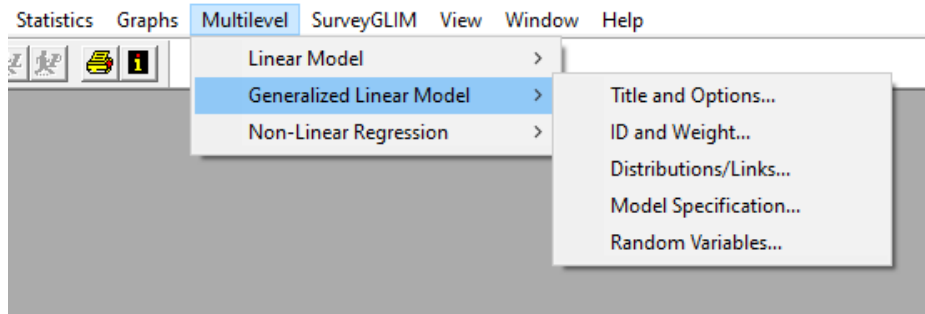 Statistics Graphs Multilevel SurveyGLIM View Window Help
Linear Model >
Generalized Linear Model >
Non-Linear Regression >
Title and Options...
ID and Weight...
Distributions/Links...
Model Specification...
Random Variables...